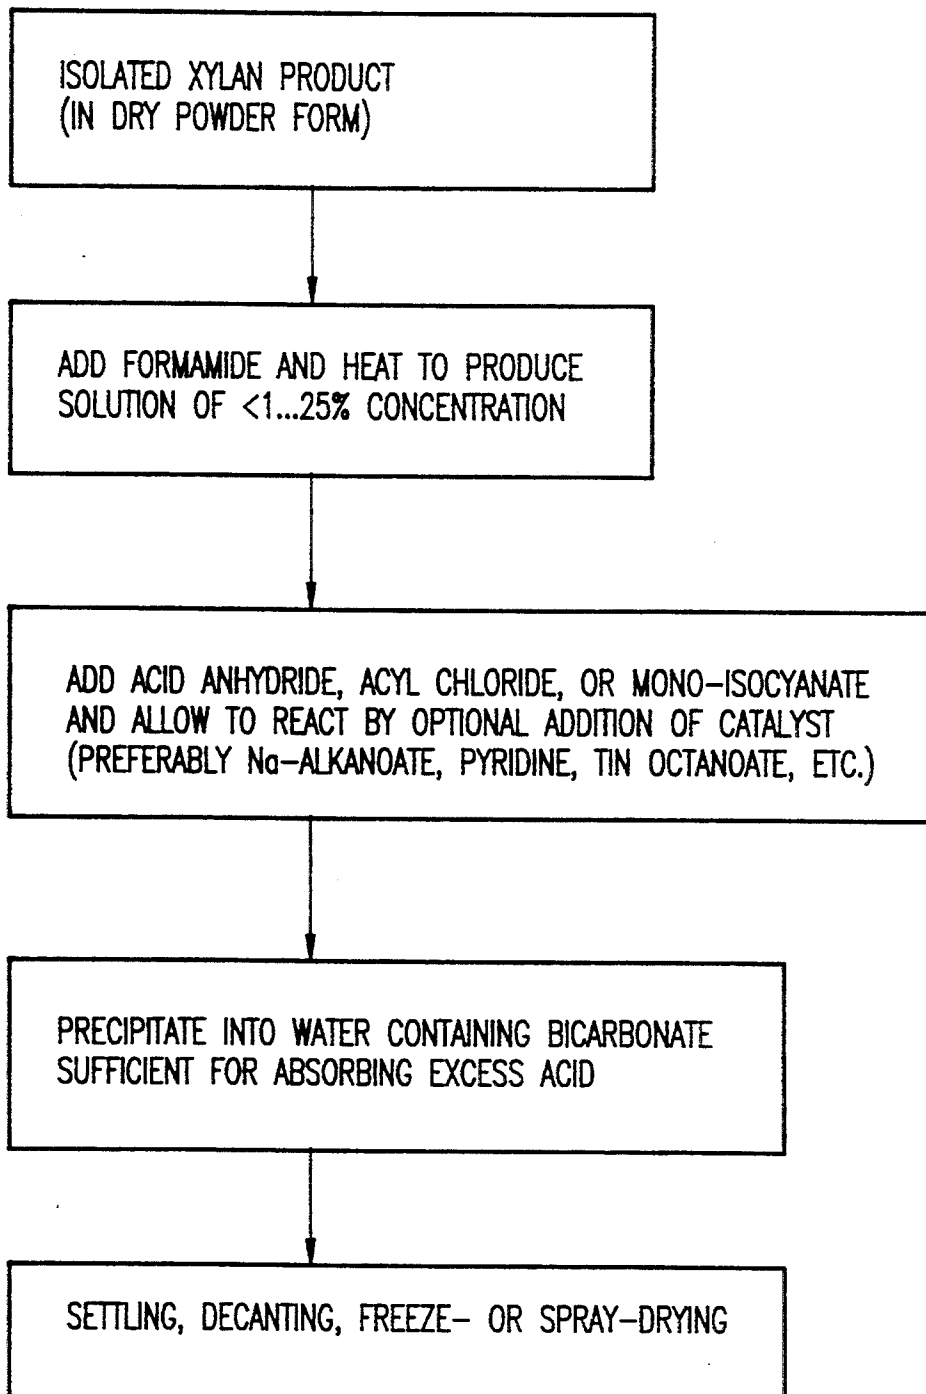 ISOLATED XYLAN PRODUCT
(IN DRY POWDER FORM)
ADD FORMAMIDE AND HEAT TO PRODUCE
SOLUTION OF <1...25% CONCENTRATION
ADD ACID ANHYDRIDE, ACYL CHLORIDE, OR MONO-ISOCYANATE
AND ALLOW TO REACT BY OPTIONAL ADDITION OF CATALYST
(PREFERABLY Na-ALKANOATE, PYRIDINE, TIN OCTANOATE, ETC.)
PRECIPITATE INTO WATER CONTAINING BICARBONATE
SUFFICIENT FOR ABSORBING EXCESS ACID
SETTLING, DECANTING, FREEZE- OR SPRAY-DRYING